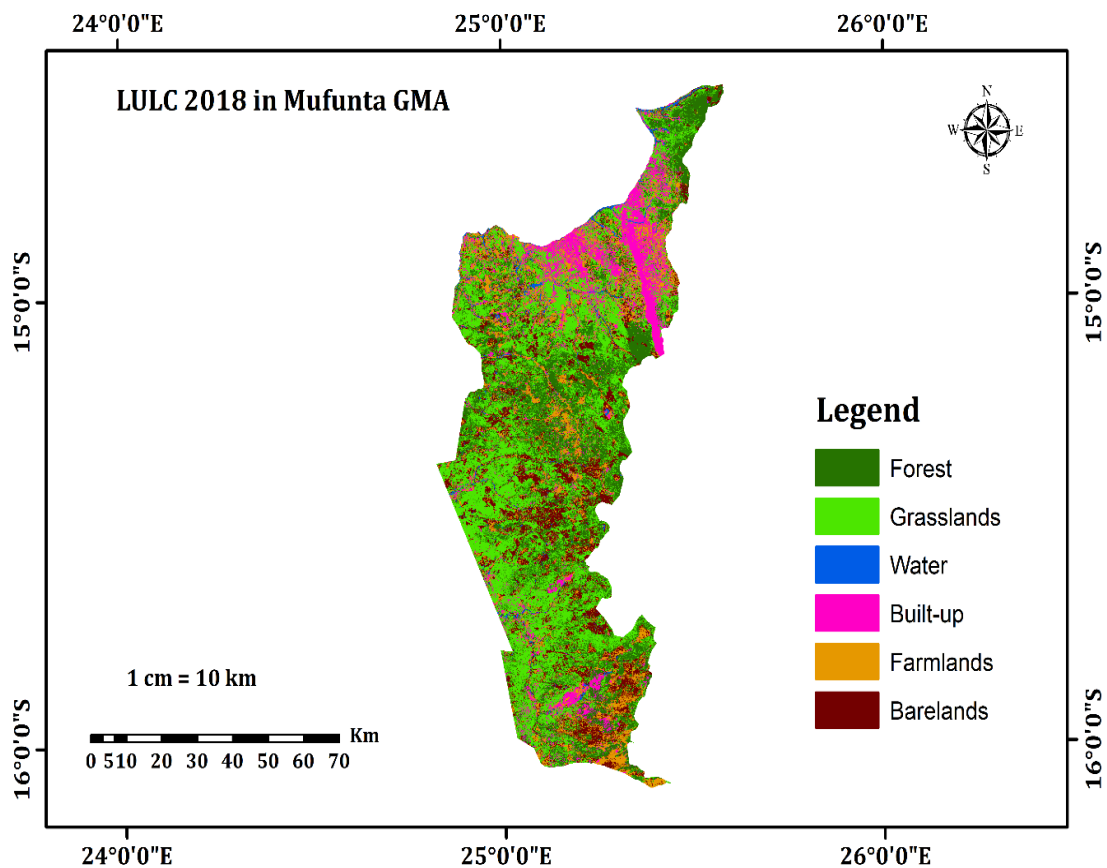 24°0'0"E 25°0'0"E 26°0'0"E
LULC 2018 in Mufunta GMA
N
W E
S
15°0'0"S 15°0'0"S
Legend
Forest
Grasslands
Water
Built-up
Farmlands
Barelands
1 cm = 10 km
Km
0 510 20 30 40 50 60 70
16°0'0"S 16°0'0"S
24°0'0"E 25°0'0"E 26°0'0"E